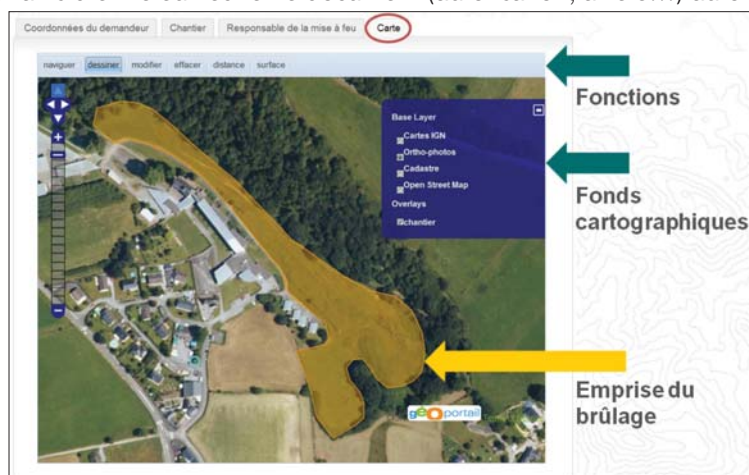 Coordonnées du demandeur Chantier Responsable de la mise à feu Carte
naviguer dessiner modifier effacer distance surface
Fonctions
Base Layer
Cartes IGN
Ortho-photos
Cadastre
Open Street Map
Overlays
Chantier
Fonds
cartographiques
Emprise du
brûlage
géoportail